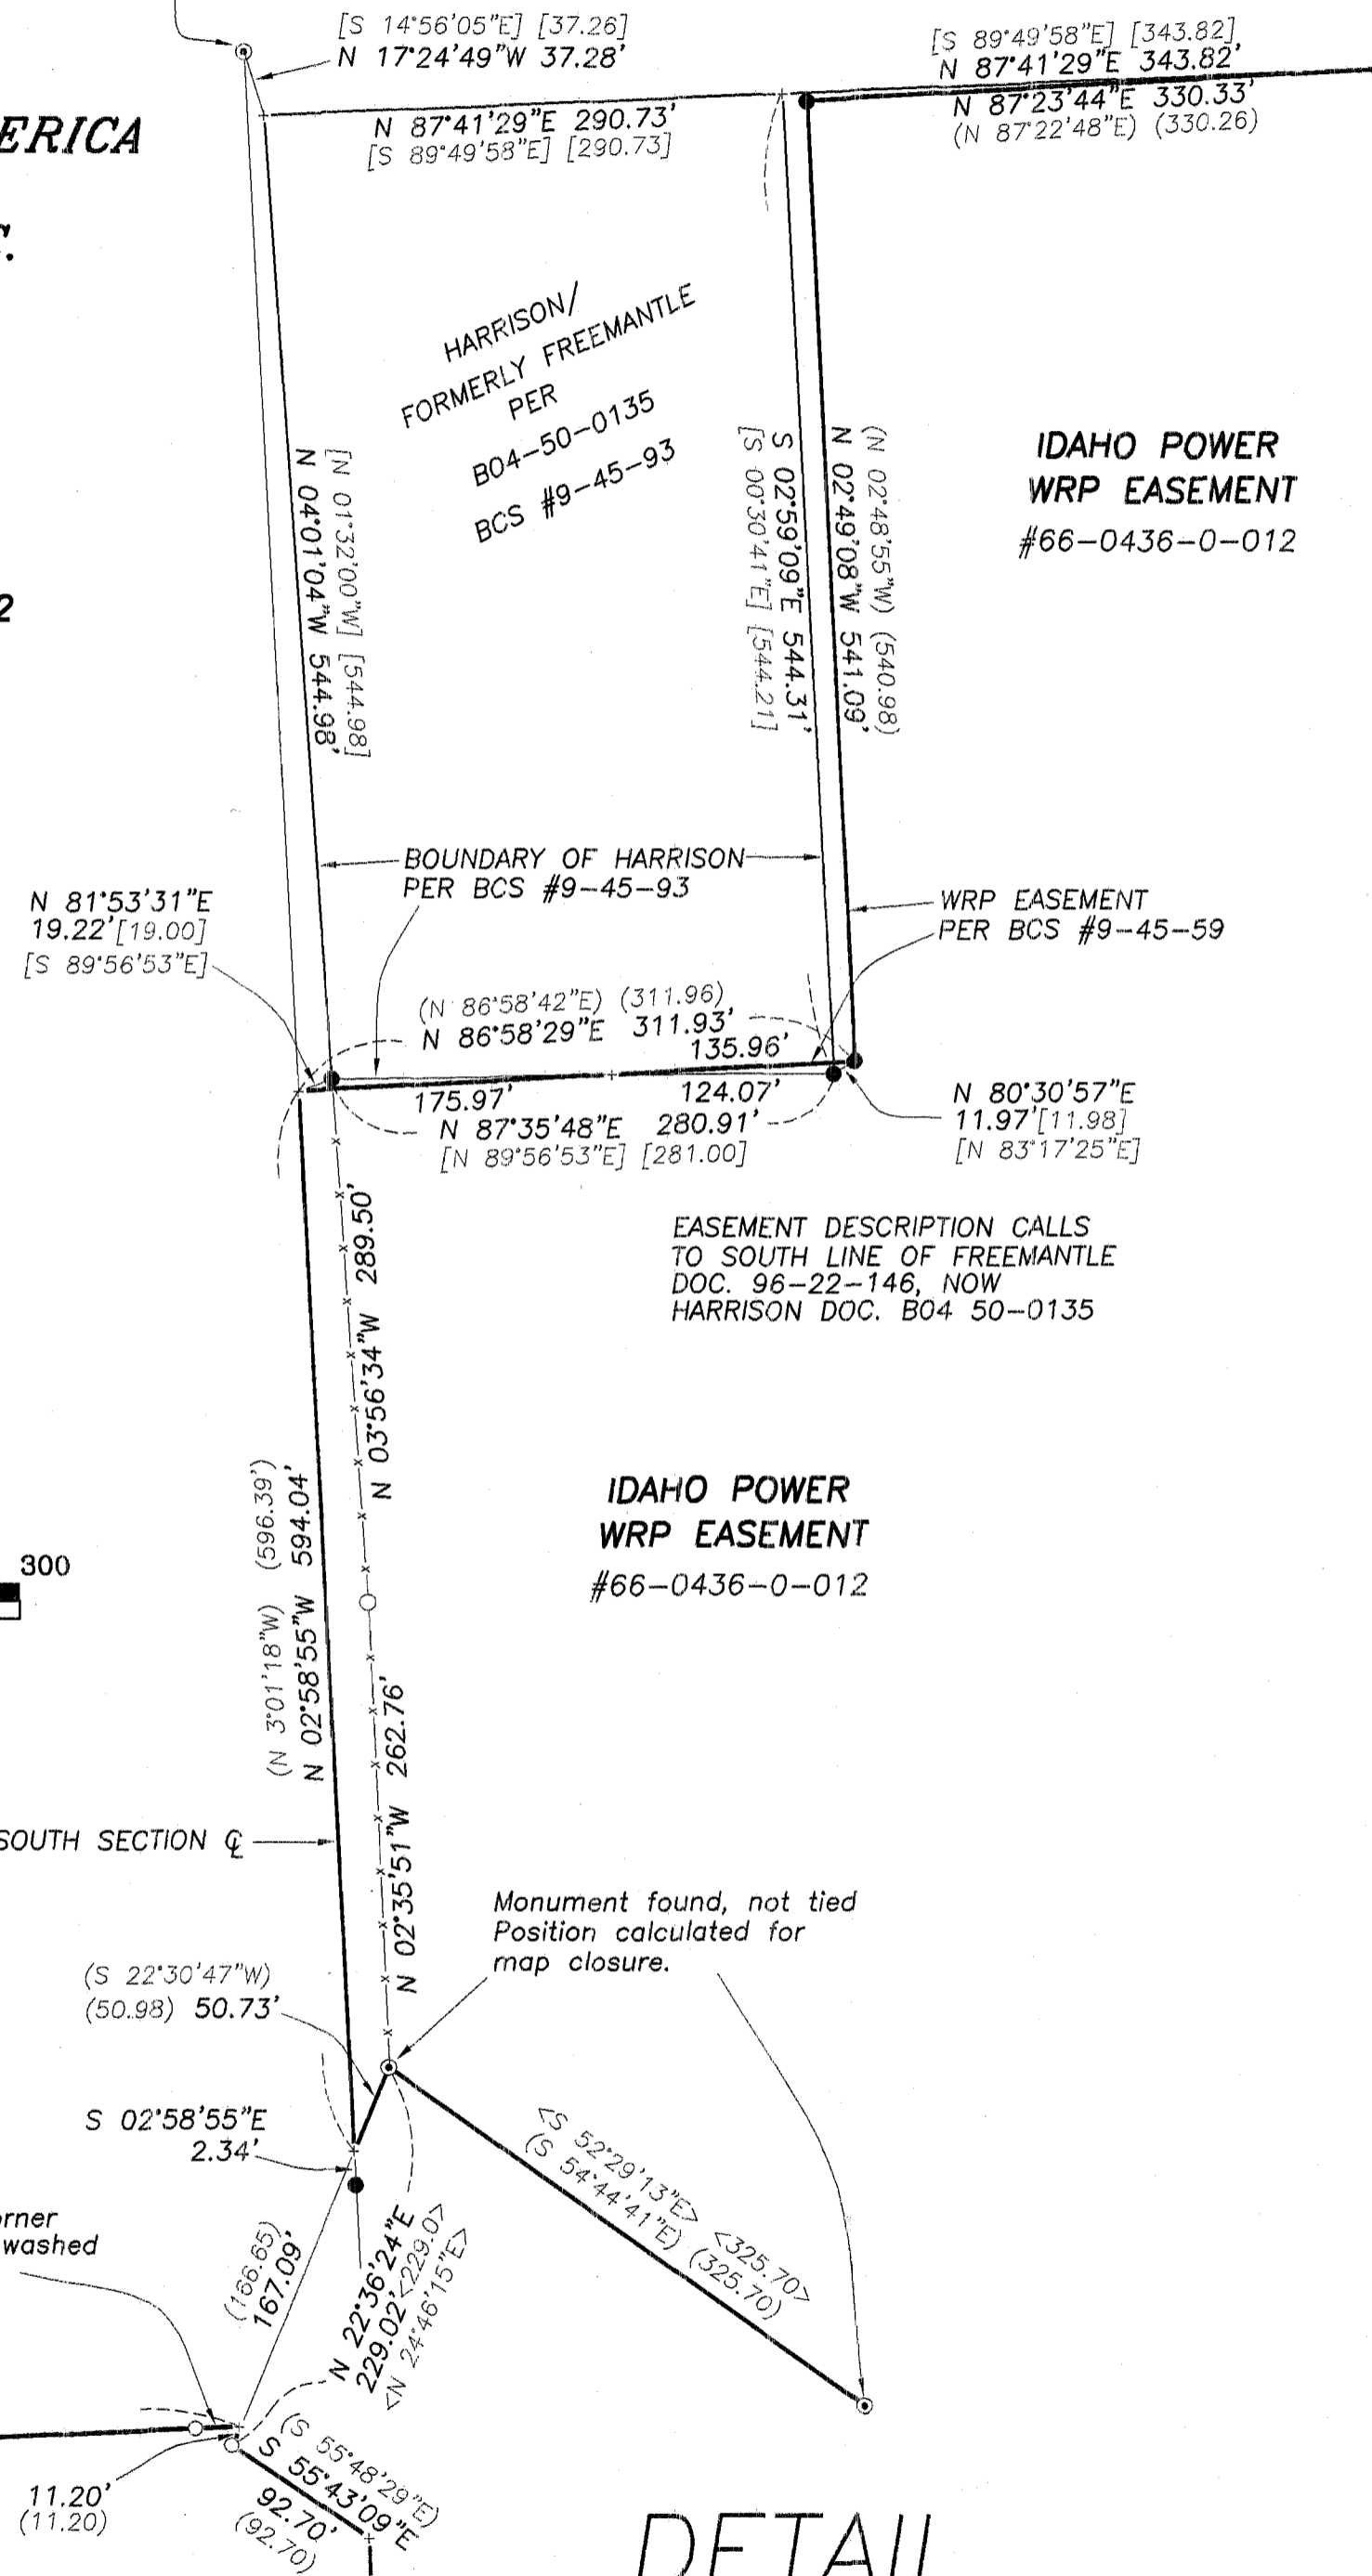 [S 14°56'05"E] [37.26]
N 17°24'49"W 37.28'
[S 89°49'58"E] [343.82]
N 87°41'29"E 343.82'
N 87°23'44"E 330.33'
(N 87°22'48"E) (330.26)
N 87°41'29"E 290.73'
[S 89°49'58"E] [290.73]
ERICA
C.
HARRISON/
FORMERLY FREEMANTLE
PER
B04-50-0135
BCS #9-45-93
[N 01°32'00"W] [544.98]
N 04°01'04"W 544.98'
(N 02°48'55"W) (540.98)
N 02°49'08"W 541.09'
S 02°59'09"E 544.31'
[S 00°30'41"E] [544.21]
IDAHO POWER
WRP EASEMENT
#66-0436-0-012
2
BOUNDARY OF HARRISON
PER BCS #9-45-93
N 81°53'31"E
19.22'[19.00]
[S 89°56'53"E]
WRP EASEMENT
PER BCS #9-45-59
(N 86°58'42"E) (311.96)
N 86°58'29"E 311.93'
135.96'
175.97'
124.07'
N 87°35'48"E 280.91'
[N 89°56'53"E] [281.00]
N 80°30'57"E
11.97'[11.98]
[N 83°17'25"E]
EASEMENT DESCRIPTION CALLS
TO SOUTH LINE OF FREEMANTLE
DOC. 96-22-146, NOW
HARRISON DOC. B04 50-0135
N 03°56'34"W 289.50'
(N 3°01'18"W) (596.39')
N 02°58'55"W 594.04'
IDAHO POWER
WRP EASEMENT
#66-0436-0-012
300
N 02°35'51"W 262.76'
SOUTH SECTION ℄
Monument found, not tied
Position calculated for
map closure.
(S 22°30'47"W)
(50.98) 50.73'
S 02°58'55"E
2.34'
<S 52°29'13"E> <325.70>
(S 54°44'41"E) (325.70)
rner
washed
(166.65)
167.09'
N 22°36'24"E
229.02'<229.0>
<N 24°46'15"E>
(S 55°48'29"E)
S 55°43'09"E
92.70'
(92.70)
11.20'
(11.20)
DETAIL